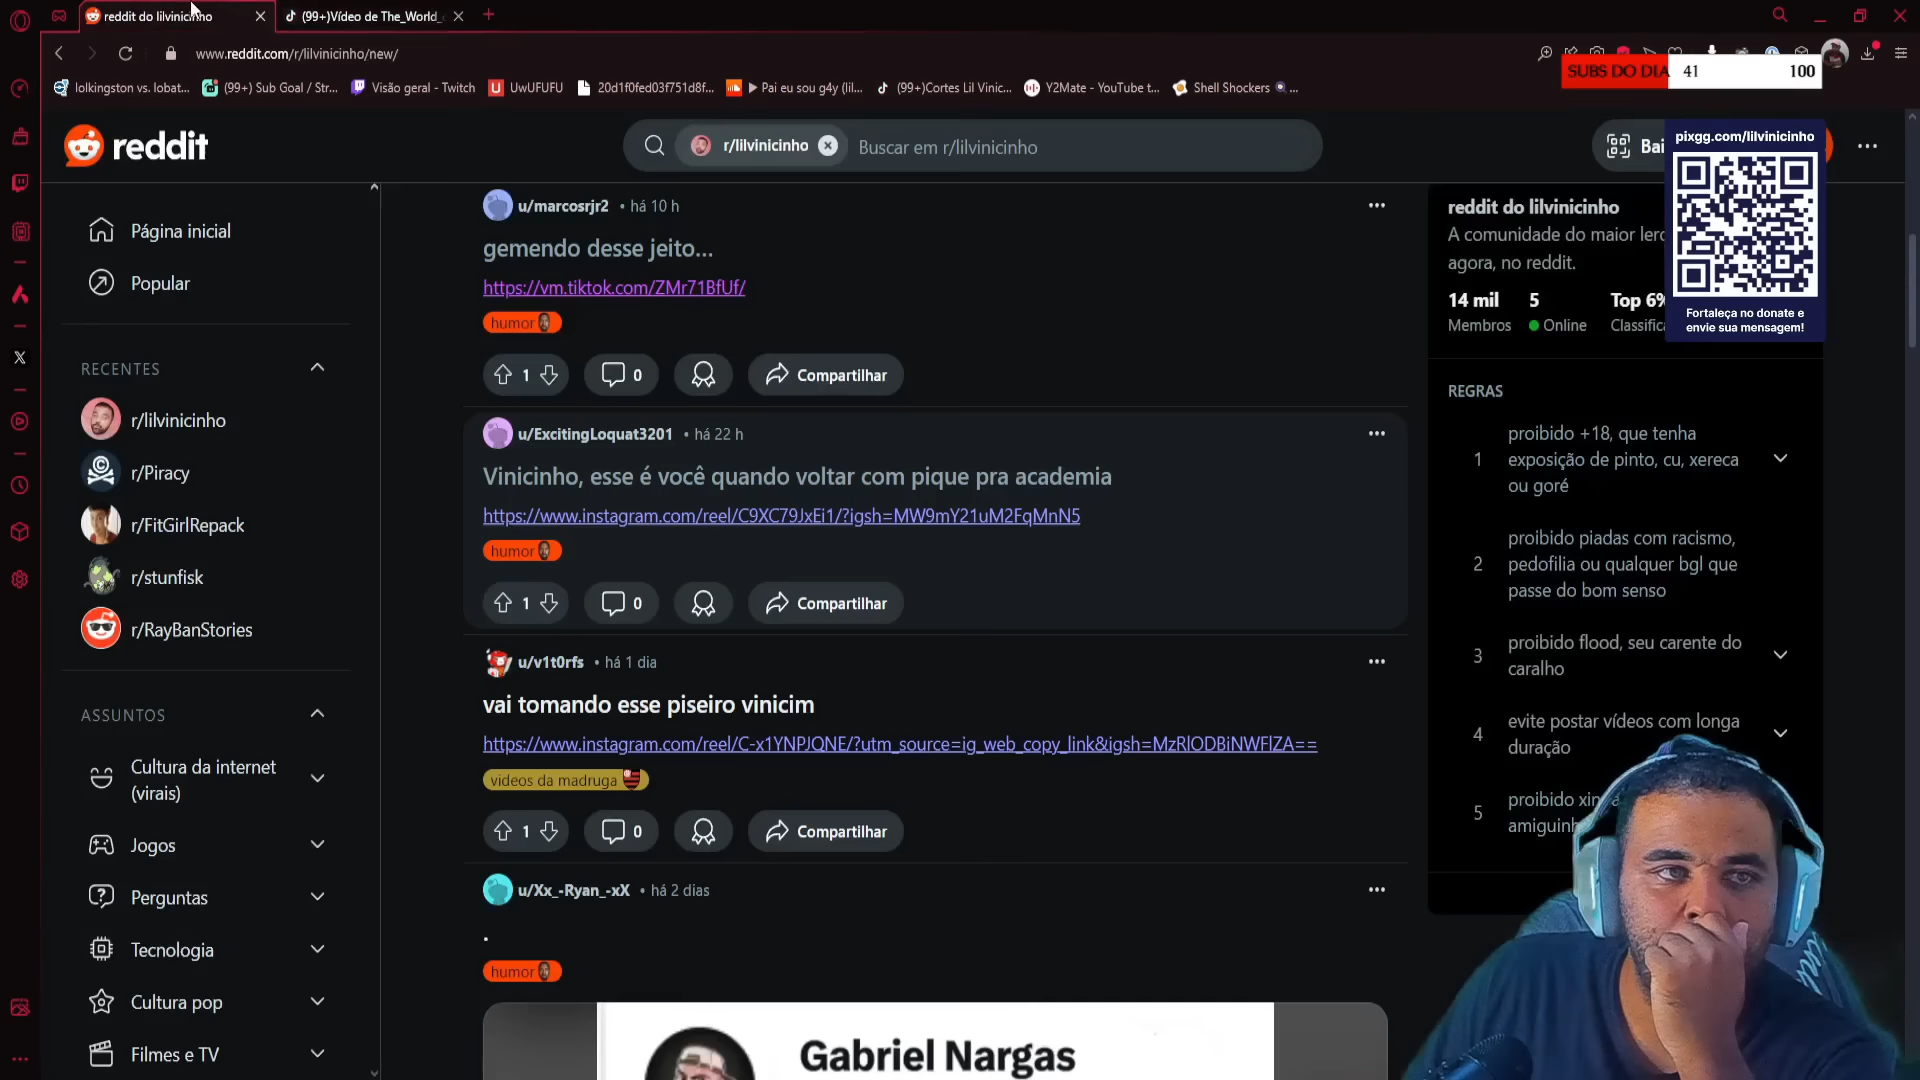 reddit do lilvinicinho
(99+)Vídeo de The_World_
www.reddit.com/r/lilvinicinho/new/
lolkingston vs. lobat...
(99+) Sub Goal / Str...
Visão geral - Twitch
UwUFUFU
20d1f0fed03f751d8f...
▶ Pai eu sou g4y (lil...
(99+)Cortes Lil Vinic...
Y2Mate - YouTube t...
Shell Shockers
...
SUBS DO DIA 41 100
reddit
r/lilvinicinho
Buscar em r/lilvinicinho
Bai
pixgg.com/lilvinicinho
Fortaleça no donate e
envie sua mensagem!
Página inicial
Popular
RECENTES
r/lilvinicinho
r/Piracy
r/FitGirlRepack
r/stunfisk
r/RayBanStories
ASSUNTOS
Cultura da internet
(virais)
Jogos
Perguntas
Tecnologia
Cultura pop
Filmes e TV
u/marcosrjr2 • há 10 h
gemendo desse jeito...
https://vm.tiktok.com/ZMr71BfUf/
humor
1
0
Compartilhar
u/ExcitingLoquat3201 • há 22 h
Vinicinho, esse é você quando voltar com pique pra academia
https://www.instagram.com/reel/C9XC79JxEi1/?igsh=MW9mY21uM2FqMnN5
humor
1
0
Compartilhar
u/v1t0rfs • há 1 dia
vai tomando esse piseiro vinicim
https://www.instagram.com/reel/C-x1YNPJQNE/?utm_source=ig_web_copy_link&igsh=MzRlODBiNWFlZA==
videos da madruga
1
0
Compartilhar
u/Xx_-Ryan_-xX • há 2 dias
.
humor
Gabriel Nargas
reddit do lilvinicinho
A comunidade do maior
agora, no reddit.
14 mil 5 Top 6%
Membros Online
REGRAS
1 proibido +18, que tenha
exposição de pinto, cu, xereca
ou goré
2 proibido piadas com racismo,
pedofilia ou qualquer bgl que
passe do bom senso
3 proibido flood, seu carente do
caralho
4 evite postar vídeos com longa
duração
5 proibido